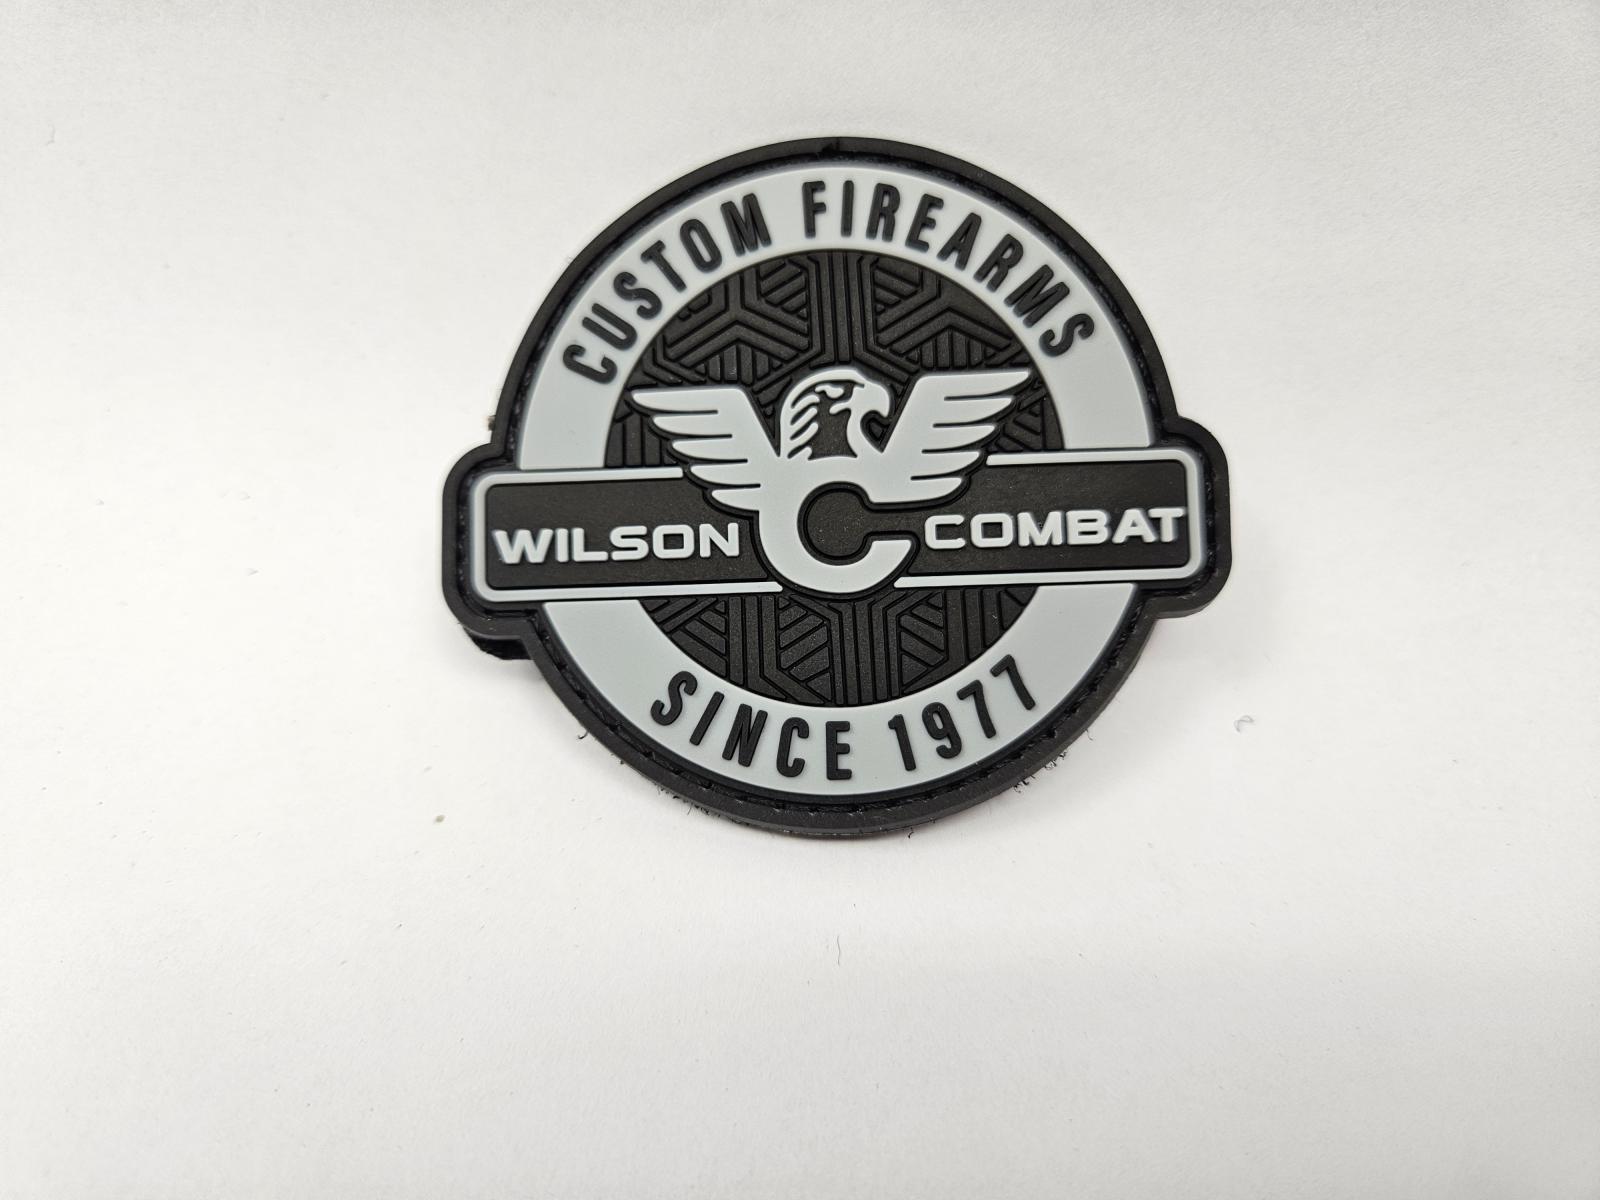 CUSTOM FIREARMS
WILSON COMBAT
SINCE 1977